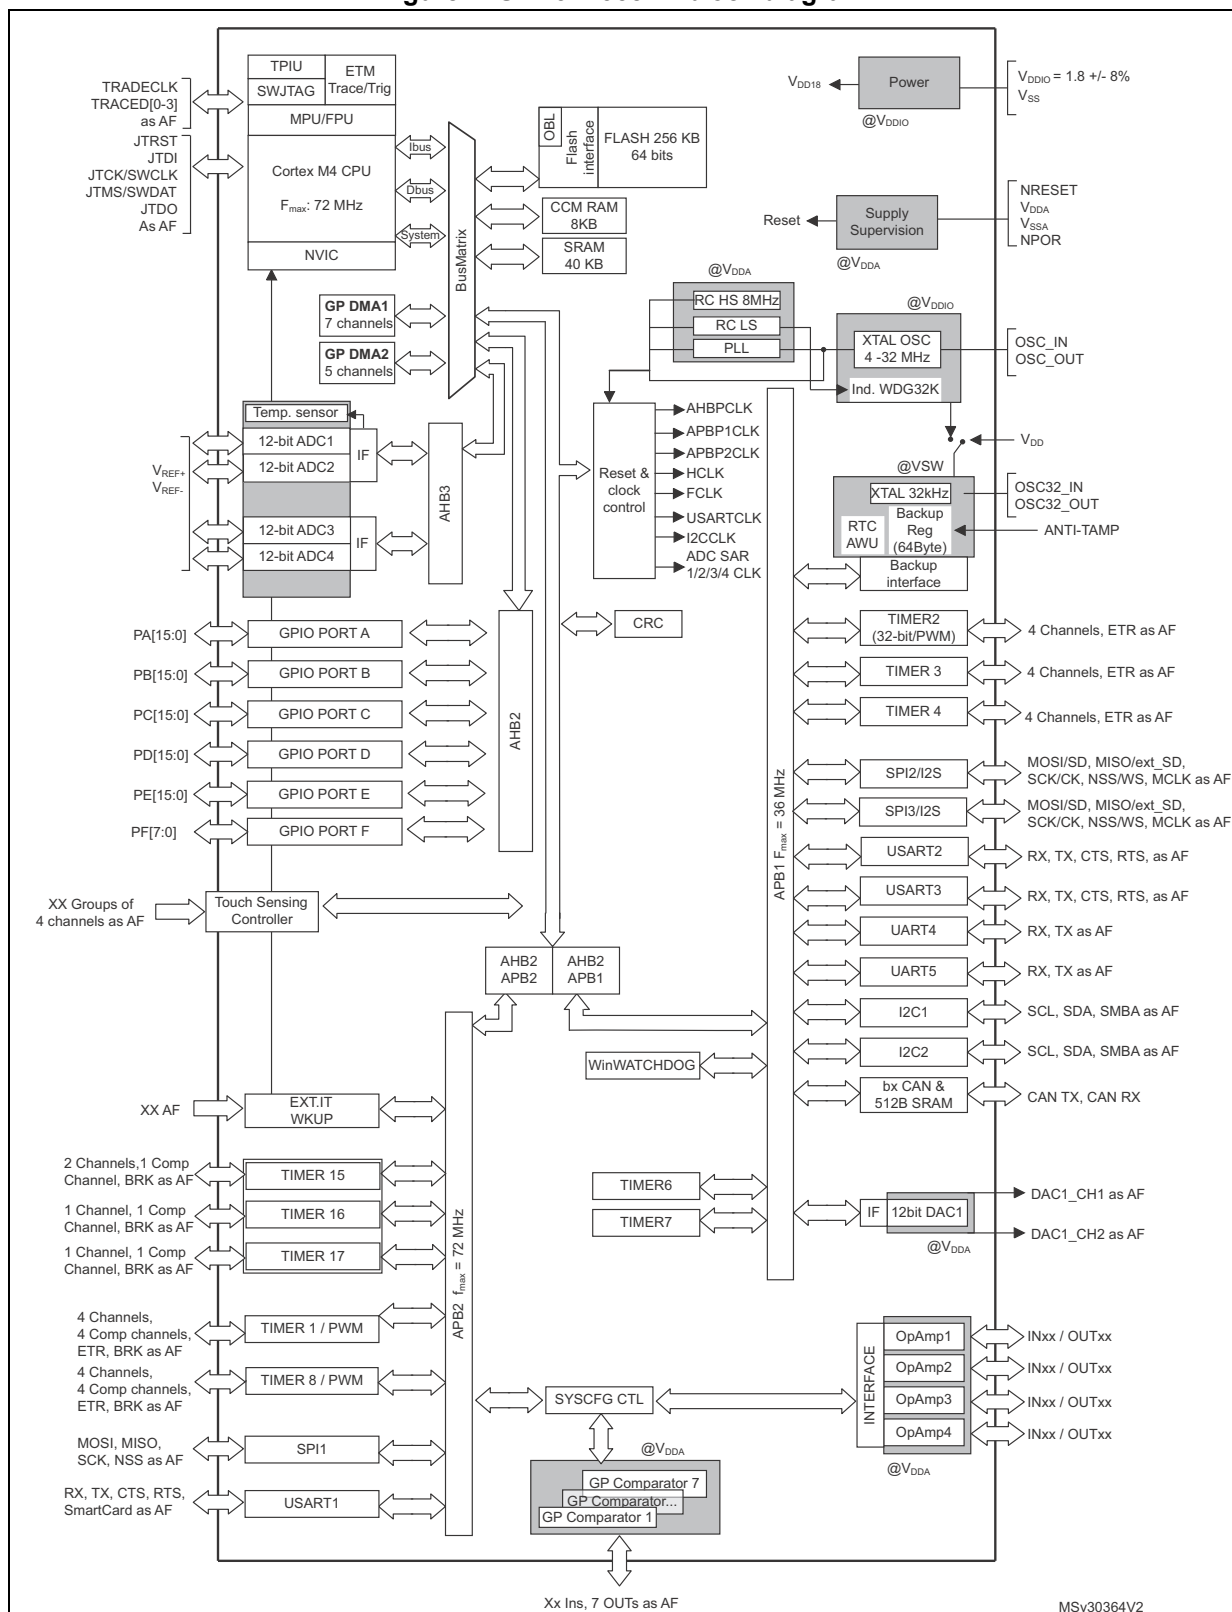 TPIU
SWJTAG
ETM
Trace/Trig
MPU/FPU
TRADECLK
TRACED[0-3]
as AF
JTRST
JTDI
JTCK/SWCLK
JTMS/SWDAT
JTDO
As AF
Cortex M4 CPU
Fmax: 72 MHz
NVIC
Ibus
Dbus
System
BusMatrix
OBL
Flash
interface
FLASH 256 KB
64 bits
CCM RAM
8KB
SRAM
40 KB
GP DMA1
7 channels
GP DMA2
5 channels
VDD18
Power
VDDIO = 1.8 +/- 8%
VSS
@VDDIO
Reset
Supply
Supervision
NRESET
VDDA
VSSA
NPOR
@VDDA
@VDDA
RC HS 8MHz
RC LS
PLL
@VDDIO
XTAL OSC
4 -32 MHz
Ind. WDG32K
OSC_IN
OSC_OUT
VDD
@VSW
XTAL 32kHz
RTC
AWU
Backup
Reg
(64Byte)
Backup
interface
OSC32_IN
OSC32_OUT
ANTI-TAMP
Reset &
clock
control
AHBPCLK
APBP1CLK
APBP2CLK
HCLK
FCLK
USARTCLK
I2CCLK
ADC SAR
1/2/3/4 CLK
Temp. sensor
12-bit ADC1
12-bit ADC2
IF
VREF+
VREF-
12-bit ADC3
12-bit ADC4
IF
AHB3
CRC
PA[15:0]
GPIO PORT A
PB[15:0]
GPIO PORT B
PC[15:0]
GPIO PORT C
PD[15:0]
GPIO PORT D
PE[15:0]
GPIO PORT E
PF[7:0]
GPIO PORT F
AHB2
XX Groups of
4 channels as AF
Touch Sensing
Controller
AHB2
APB2
AHB2
APB1
APB1 Fmax = 36 MHz
TIMER2
(32-bit/PWM)
4 Channels, ETR as AF
TIMER 3
4 Channels, ETR as AF
TIMER 4
4 Channels, ETR as AF
SPI2/I2S
MOSI/SD, MISO/ext_SD,
SCK/CK, NSS/WS, MCLK as AF
SPI3/I2S
MOSI/SD, MISO/ext_SD,
SCK/CK, NSS/WS, MCLK as AF
USART2
RX, TX, CTS, RTS, as AF
USART3
RX, TX, CTS, RTS, as AF
UART4
RX, TX as AF
UART5
RX, TX as AF
I2C1
SCL, SDA, SMBA as AF
I2C2
SCL, SDA, SMBA as AF
bx CAN &
512B SRAM
CAN TX, CAN RX
WinWATCHDOG
TIMER6
TIMER7
IF
12bit DAC1
DAC1_CH1 as AF
DAC1_CH2 as AF
@VDDA
XX AF
EXT.IT
WKUP
2 Channels,1 Comp
Channel, BRK as AF
TIMER 15
1 Channel, 1 Comp
Channel, BRK as AF
TIMER 16
1 Channel, 1 Comp
Channel, BRK as AF
TIMER 17
4 Channels,
4 Comp channels,
ETR, BRK as AF
TIMER 1 / PWM
4 Channels,
4 Comp channels,
ETR, BRK as AF
TIMER 8 / PWM
MOSI, MISO,
SCK, NSS as AF
SPI1
RX, TX, CTS, RTS,
SmartCard as AF
USART1
APB2 fmax = 72 MHz
SYSCFG CTL
@VDDA
GP Comparator 7
GP Comparator...
GP Comparator 1
Xx Ins, 7 OUTs as AF
INTERFACE
OpAmp1
INxx / OUTxx
OpAmp2
INxx / OUTxx
OpAmp3
INxx / OUTxx
OpAmp4
INxx / OUTxx
@VDDA
MSv30364V2